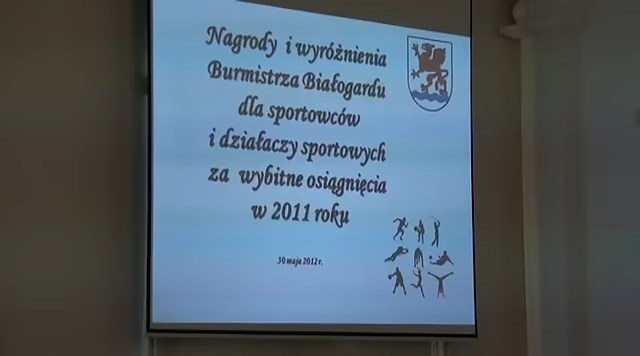 Nagrody i wyróżnienia
Burmistrza Białogardu
dla sportowców
i działaczy sportowych
za wybitne osiągnięcia
w 2011 roku
30 maja 2012 r.